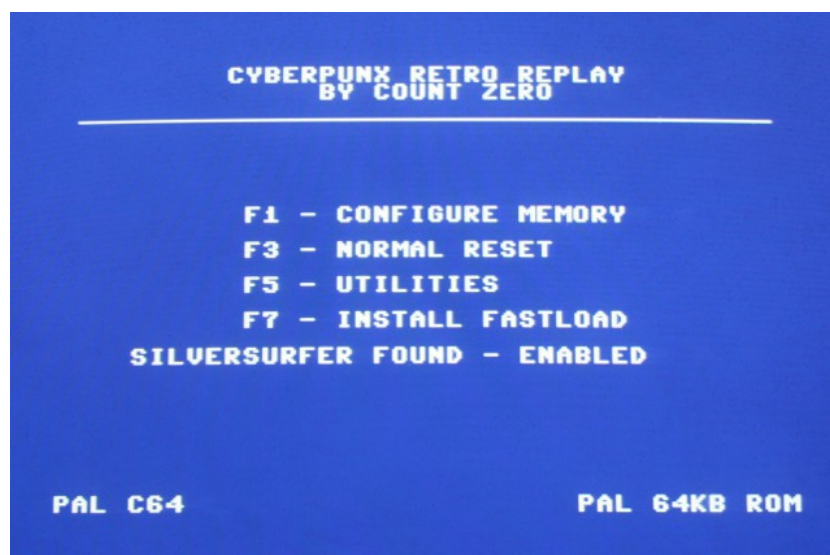 CYBERPUNX RETRO REPLAY
BY COUNT ZERO
F1 - CONFIGURE MEMORY
F3 - NORMAL RESET
F5 - UTILITIES
F7 - INSTALL FASTLOAD
SILVERSURFER FOUND - ENABLED
PAL C64
PAL 64KB ROM